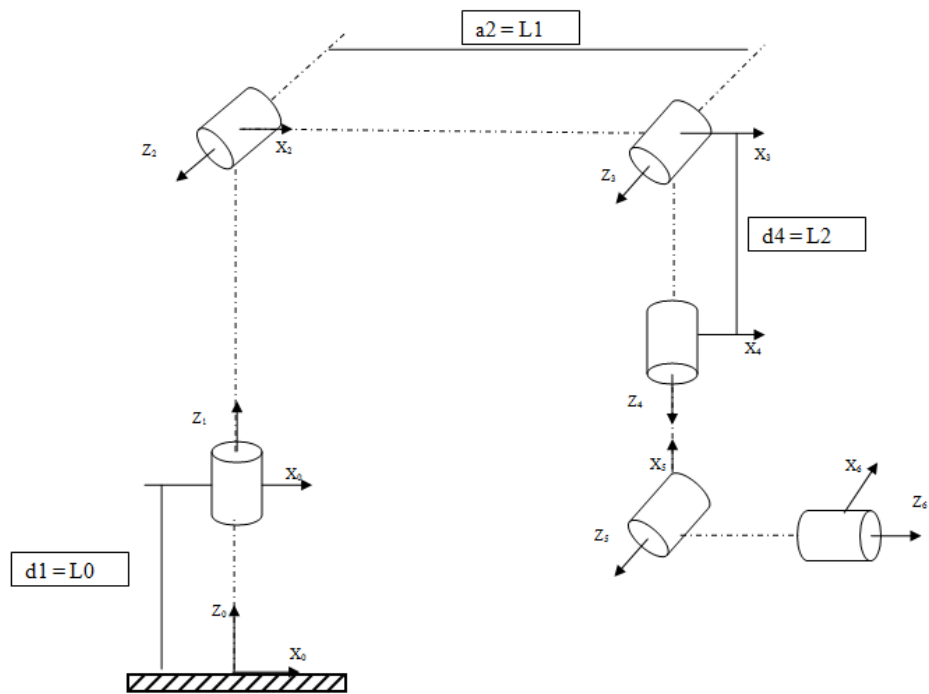 a2 = L1
Z₂
X₂
X₃
Z₃
d4 = L2
X₄
Z₄
Z₁
X₀
X₅
X₆
Z₆
Z₅
d1 = L0
Z₀
X₀